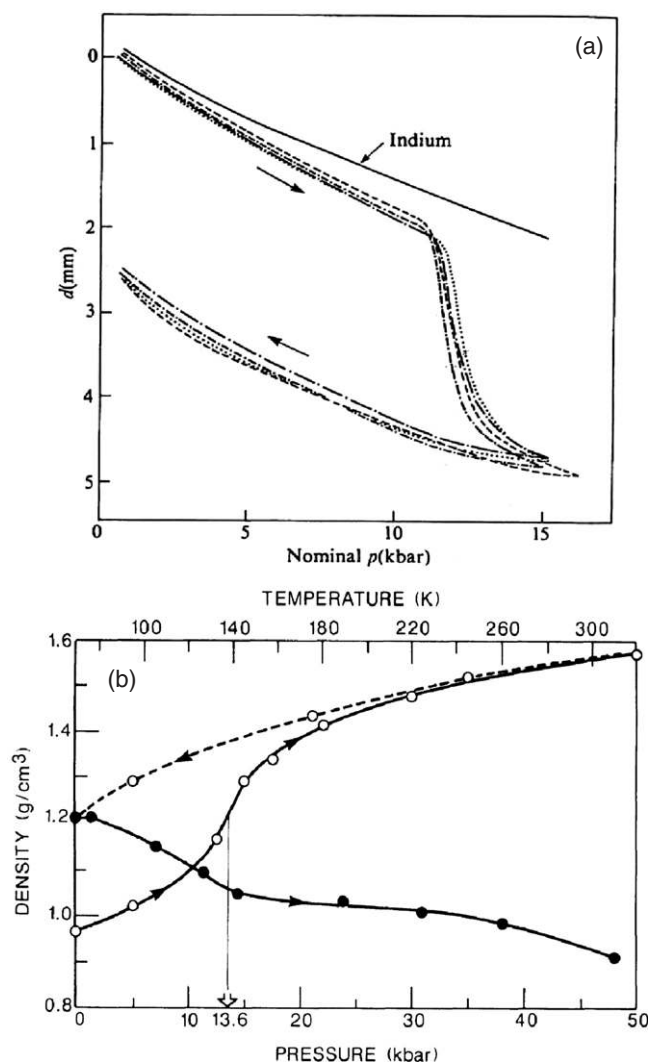 (a)
0
1
2
3
4
5
d(mm)
Indium
0 5 10 15
Nominal p(kbar)
TEMPERATURE (K)
100 140 180 220 260 300
(b)
1.6
1.4
1.2
1.0
0.8
DENSITY (g/cm³)
0 10 13.6 20 30 40 50
PRESSURE (kbar)